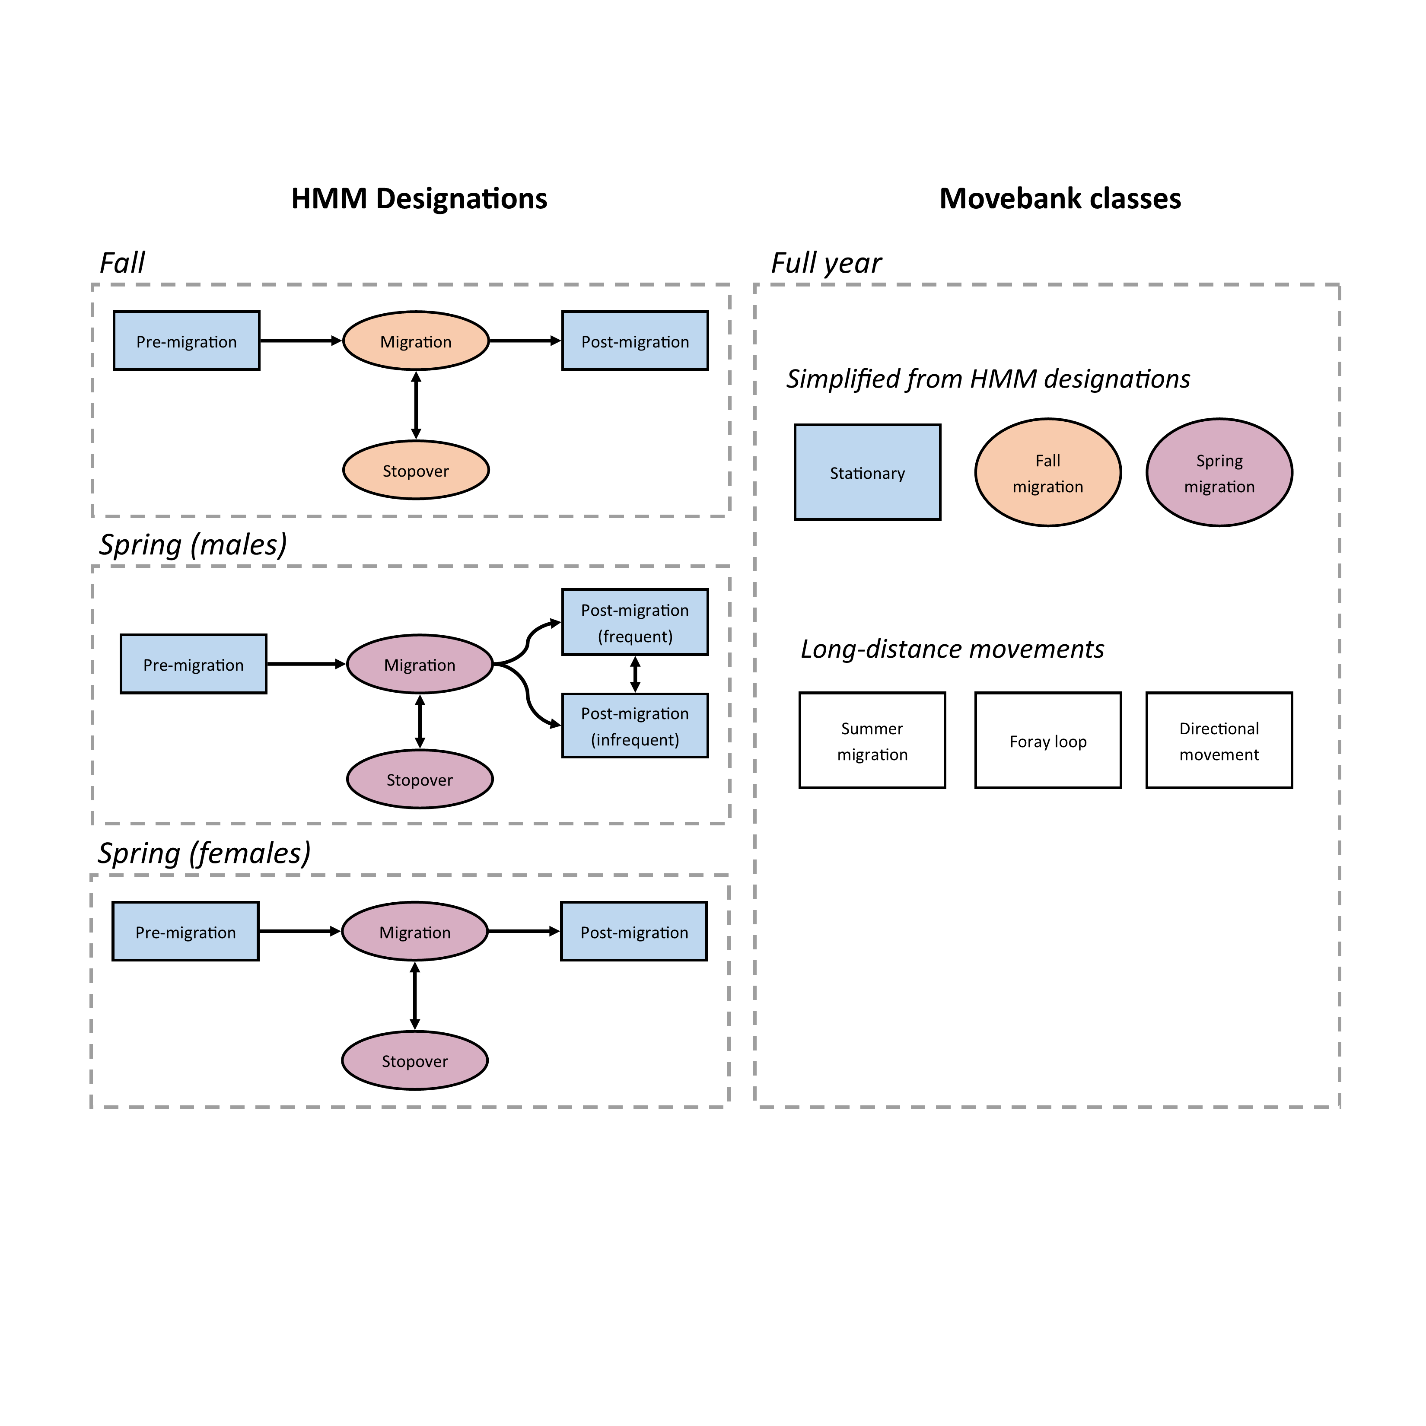 HMM Designations
Fall
Pre-migration
Migration
Post-migration
Stopover
Spring (males)
Pre-migration
Migration
Post-migration
(frequent)
Post-migration
(infrequent)
Stopover
Spring (females)
Pre-migration
Migration
Post-migration
Stopover
Movebank classes
Full year
Simplified from HMM designations
Stationary
Fall
migration
Spring
migration
Long-distance movements
Summer
migration
Foray loop
Directional
movement